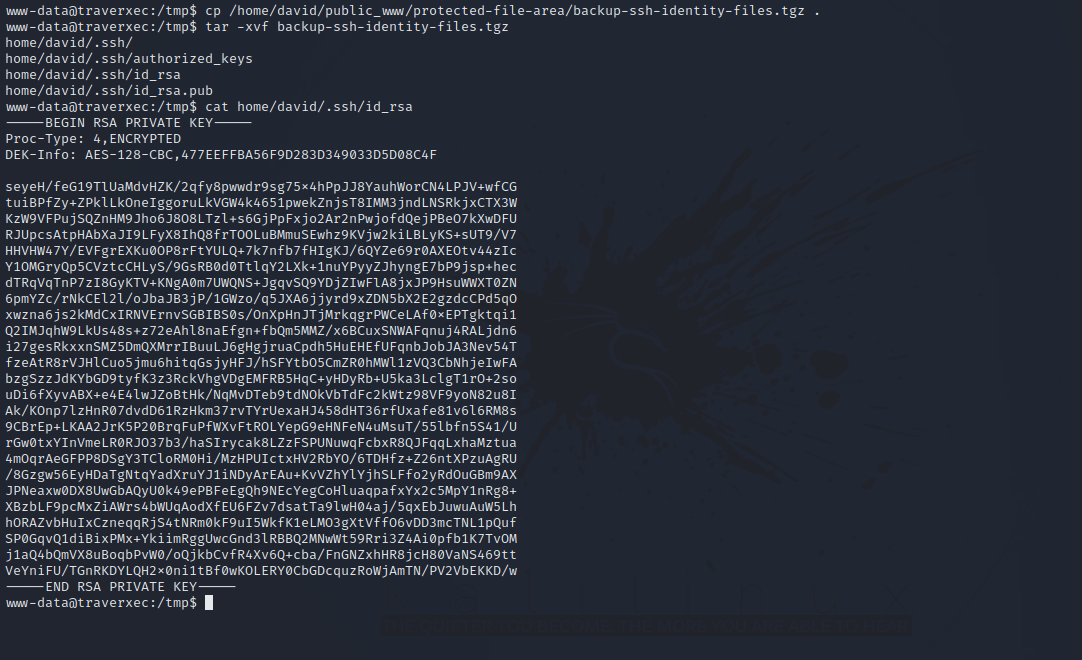 www-data@traverxec:/tmp$ cp /home/david/public_www/protected-file-area/backup-ssh-identity-files.tgz .
www-data@traverxec:/tmp$ tar -xvf backup-ssh-identity-files.tgz
home/david/.ssh/
home/david/.ssh/authorized_keys
home/david/.ssh/id_rsa
home/david/.ssh/id_rsa.pub
www-data@traverxec:/tmp$ cat home/david/.ssh/id_rsa
-----BEGIN RSA PRIVATE KEY-----
Proc-Type: 4,ENCRYPTED
DEK-Info: AES-128-CBC,477EEFFBA56F9D283D349033D5D08C4F

seyeH/feG19TlUaMdvHZK/2qfy8pwwdr9sg75x4hPpJJ8YauhWorCN4LPJV+wfCG
tuiBPfZy+ZPklLkOneIggoruLkVGW4k4651pwekZnjsT8IMM3jndLNSRkjxCTX3W
KzW9VFPujSQZnHM9Jho6J8O8LTzl+s6GjPpFxjo2Ar2nPwjofdQejPBeO7kXwDFU
RJUpcsAtpHAbXaJI9LFyX8IhQ8frTOOLuBMmuSEwhz9KVjw2kiLBLyKS+sUT9/V7
HHVHW47Y/EVFgrEXKu0OP8rFtYULQ+7k7nfb7fHIgKJ/6QYZe69r0AXEOtv44zIc
Y1OMGryQp5CVztcCHLyS/9GsRB0d0TtlqY2LXk+1nuYPyyZJhyngE7bP9jsp+hec
dTRqVqTnP7zI8GyKTV+KNgA0m7UWQNS+JgqvSQ9YDjZIwFlA8jxJP9HsuWWXT0ZN
6pmYZc/rNkCEl2l/oJbaJB3jP/1GWzo/q5JXA6jjyrd9xZDN5bX2E2gzdcCPd5qO
xwzna6js2kMdCxIRNVErnvSGBIBS0s/OnXpHnJTjMrkqgrPWCeLAf0xEPTgktqi1
Q2IMJqhW9LkUs48s+z72eAhl8naEfgn+fbQm5MMZ/x6BCuxSNWAFqnuj4RALjdn6
i27gesRkxxnSMZ5DmQXMrrIBuuLJ6gHgjruaCpdh5HuEHEfUFqnbJobJA3Nev54T
fzeAtR8rVJHlCuo5jmu6hitqGsjyHFJ/hSFYtbO5CmZR0hMWl1zVQ3CbNhjeIwFA
bzgSzzJdKYbGD9tyfK3z3RckVhgVDgEMFRB5HqC+yHDyRb+U5ka3LclgT1rO+2so
uDi6fXyvABX+e4E4lwJZoBtHk/NqMvDTeb9tdNOkVbTdFc2kWtz98VF9yoN82u8I
Ak/KOnp7lzHnR07dvdD61RzHkm37rvTYrUexaHJ458dHT36rfUxafe81v6l6RM8s
9CBrEp+LKAA2JrK5P20BrqFuPfWXvFtROLYepG9eHNFeN4uMsuT/55lbfn5S41/U
rGw0txYInVmeLR0RJO37b3/haSIrycak8LZzFSPUNuwqFcbxR8QJFqqLxhaMztua
4mOqrAeGFPP8DSgY3TCloRM0Hi/MzHPUIctxHV2RbYO/6TDHfz+Z26ntXPzuAgRU
/8Gzgw56EyHDaTgNtqYadXruYJ1iNDyArEAu+KvVZhYlYjhSLFfo2yRdOuGBm9AX
JPNeaxw0DX8UwGbAQyU0k49ePBFeEgQh9NEcYegCoHluaqpafxYx2c5MpY1nRg8+
XBzbLF9pcMxZiAWrs4bWUqAodXfEU6FZv7dsatTa9lwH04aj/5qxEbJuwuAuW5Lh
hORAZvbHuIxCzneqqRjS4tNRm0kF9uI5WkfK1eLMO3gXtVffO6vDD3mcTNL1pQuf
SP0GqvQ1diBixPMx+YkiimRggUwcGnd3lRBBQ2MNwWt59Rri3Z4Ai0pfb1K7TvOM
j1aQ4bQmVX8uBoqbPvW0/oQjkbCvfR4Xv6Q+cba/FnGNZxhHR8jcH80VaNS469tt
VeYniFU/TGnRKDYLQH2x0ni1tBf0wKOLERY0CbGDcquzRoWjAmTN/PV2VbEKKD/w
-----END RSA PRIVATE KEY-----
www-data@traverxec:/tmp$